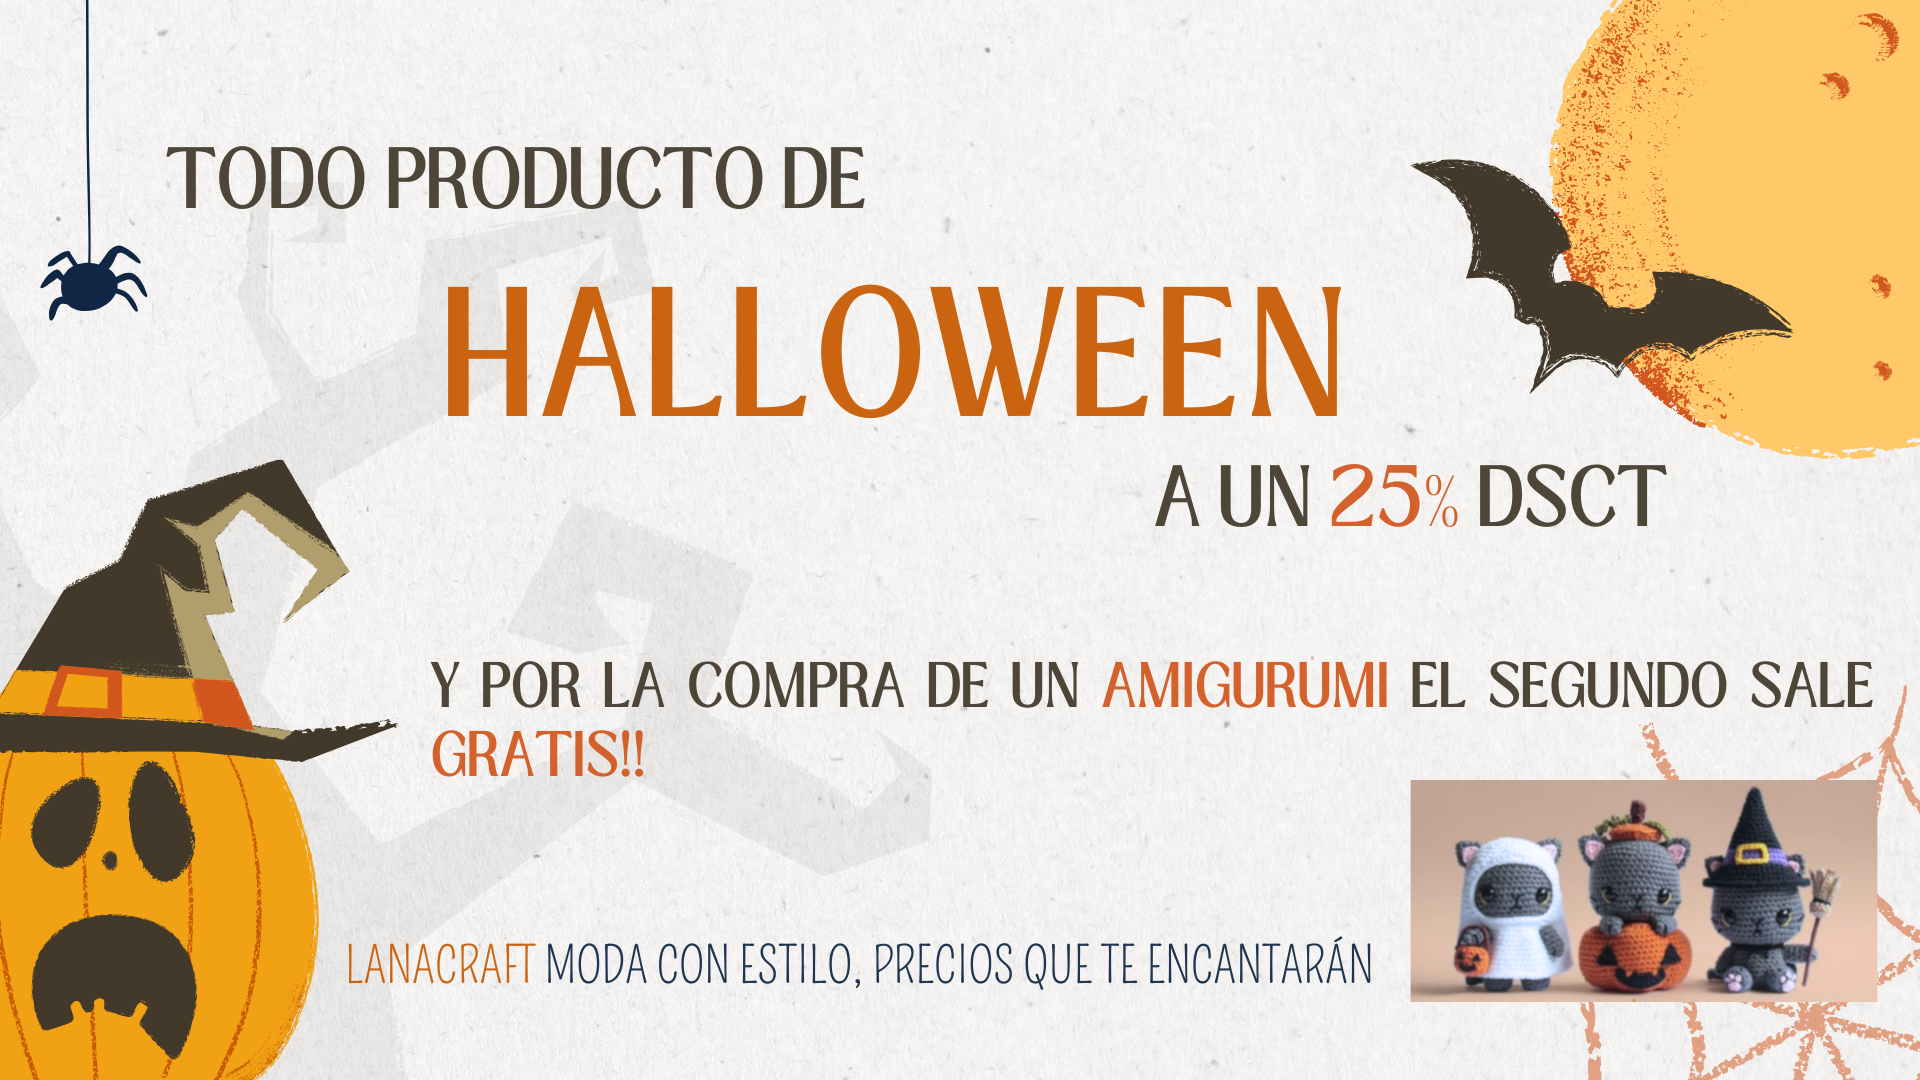 TODO PRODUCTO DE
HALLOWEEN
A UN 25% DSCT
Y POR LA COMPRA DE UN AMIGURUMI EL SEGUNDO SALE
GRATIS!!
LANACRAFT MODA CON ESTILO, PRECIOS QUE TE ENCANTARÁN